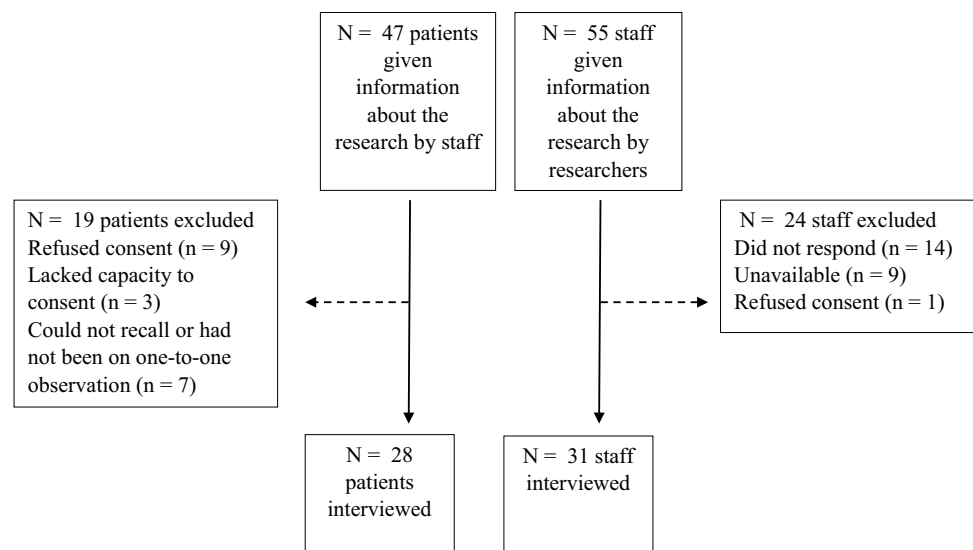 N = 47 patients
given
information
about the
research by staff
N = 55 staff
given
information
about the
research by
researchers
N = 19 patients excluded
Refused consent (n = 9)
Lacked capacity to
consent (n = 3)
Could not recall or had
not been on one-to-one
observation (n = 7)
N = 24 staff excluded
Did not respond (n = 14)
Unavailable (n = 9)
Refused consent (n = 1)
N = 28
patients
interviewed
N = 31 staff
interviewed